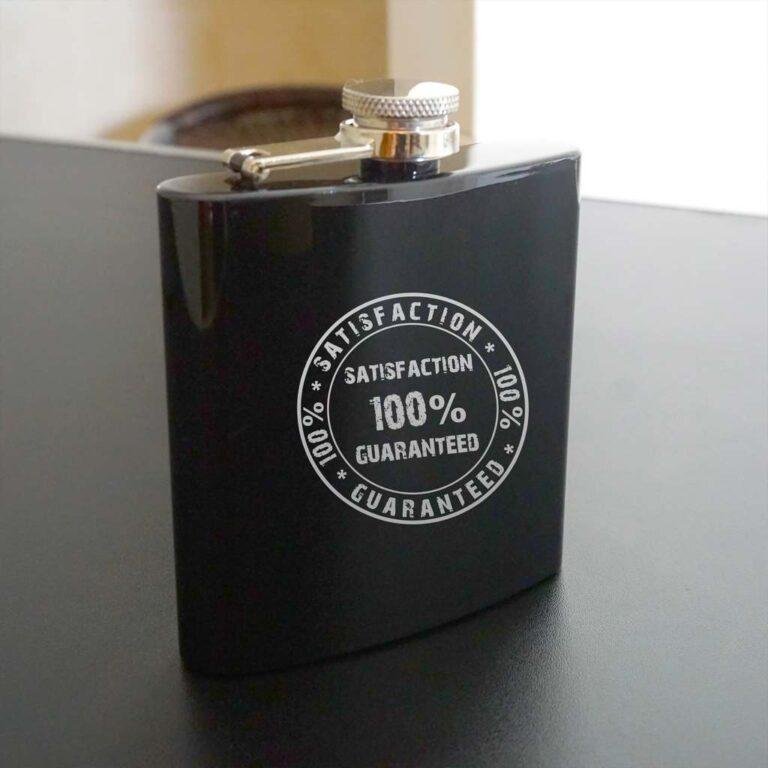 * SATISFACTION * 100% * GUARANTEED * 100%
SATISFACTION
100%
GUARANTEED